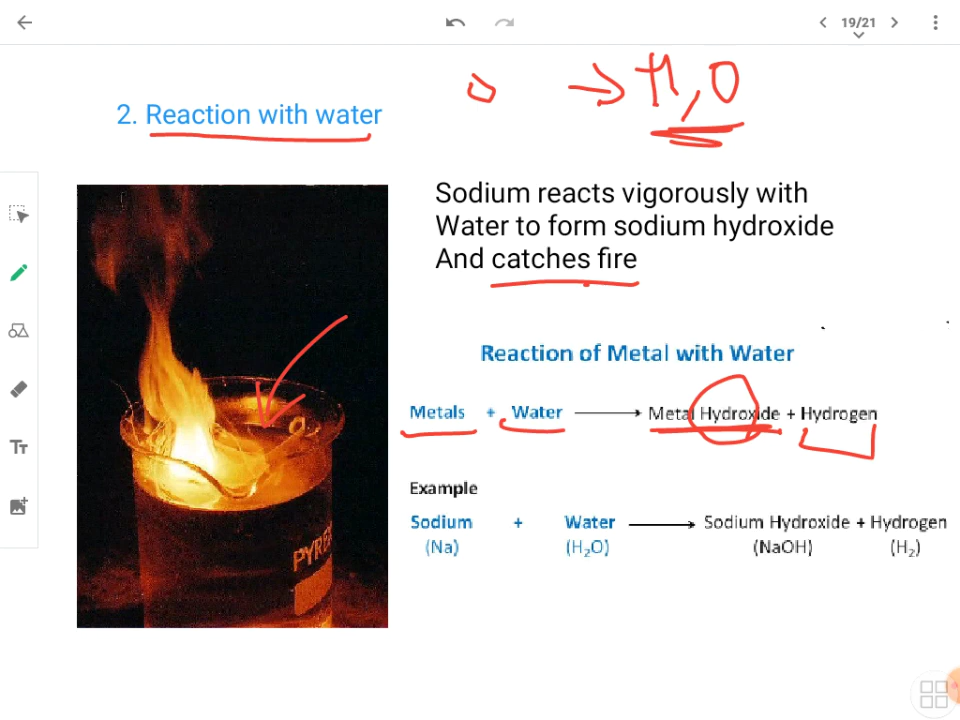 19/21
→ H₂O
2. Reaction with water
Sodium reacts vigorously with
Water to form sodium hydroxide
And catches fire
Reaction of Metal with Water
Metals + Water ⟶ Metal Hydroxide + Hydrogen
Example
Sodium + Water ⟶ Sodium Hydroxide + Hydrogen
(Na) (H₂O) (NaOH) (H₂)
PYREX
Tт